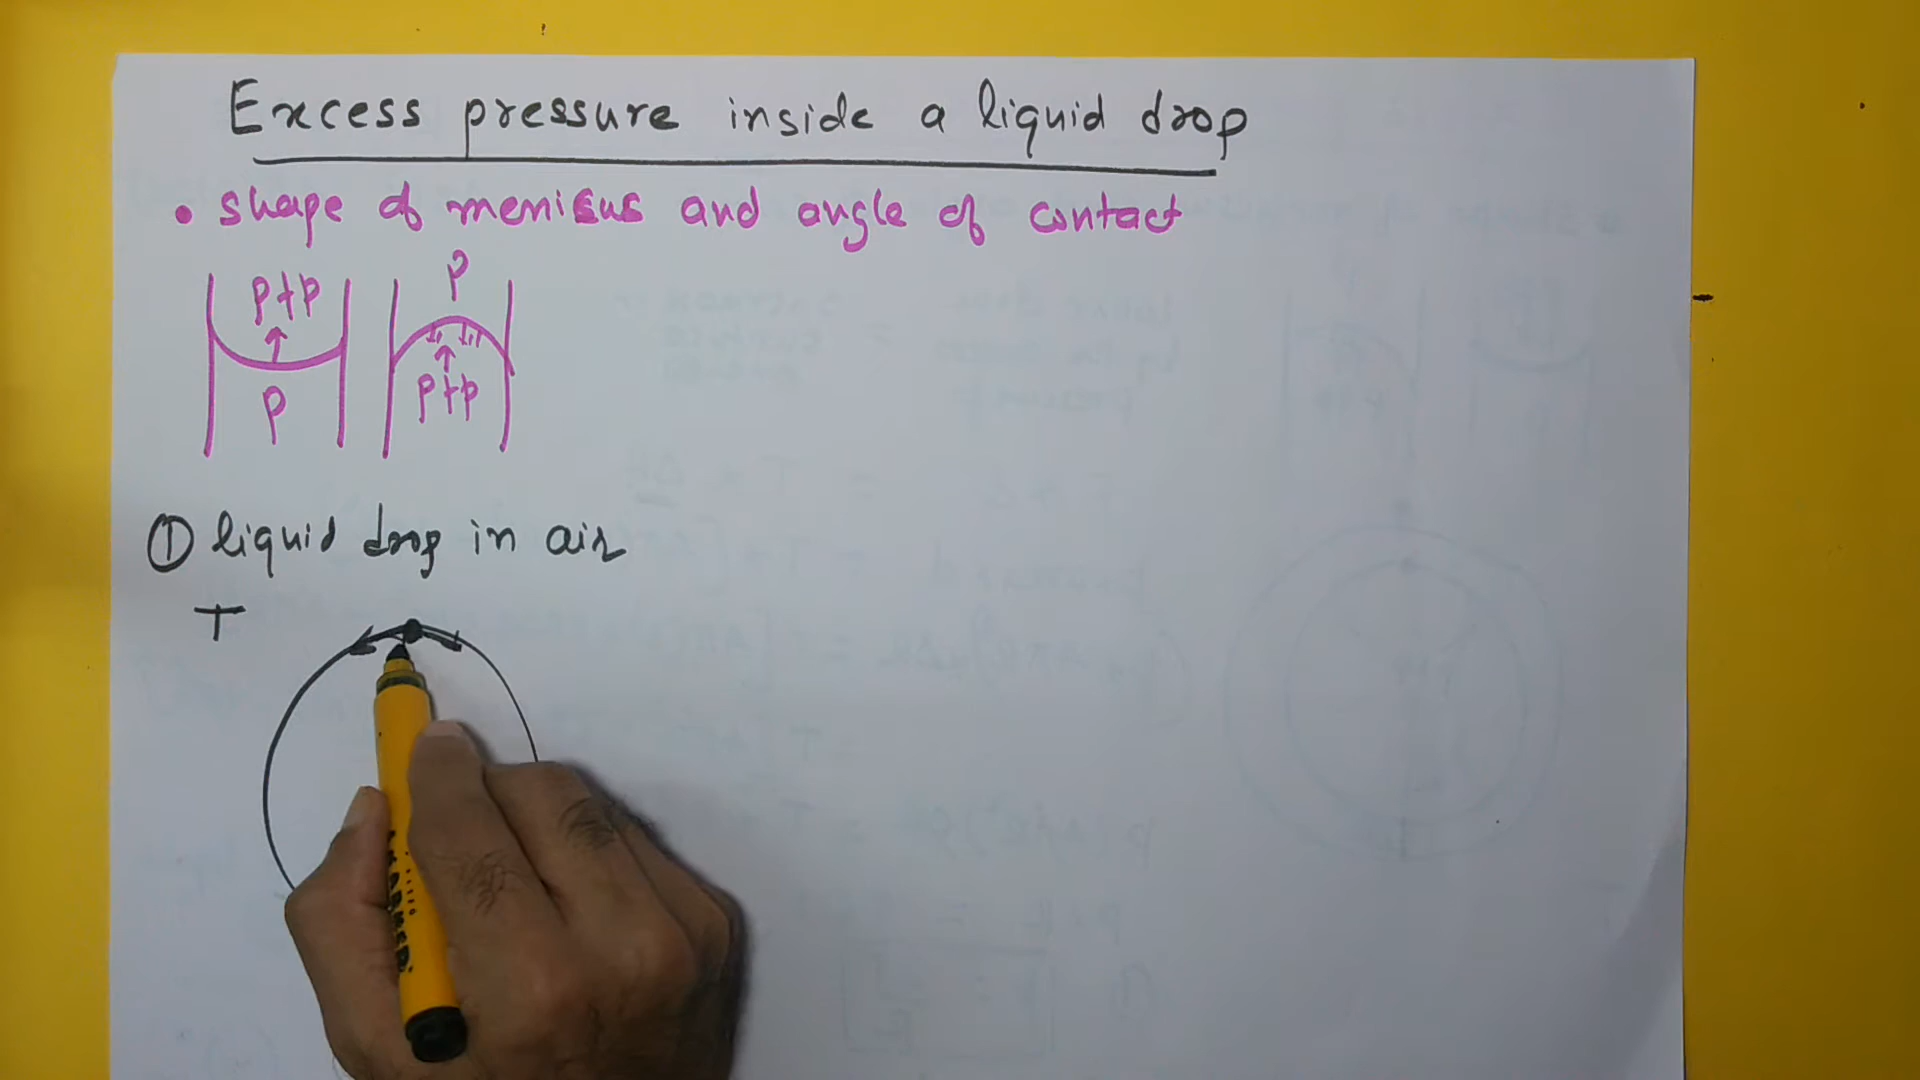 Excess pressure inside a liquid drop
• shape of meniscus and angle of contact
P+P
P
P
P+P
① liquid drop in air
T